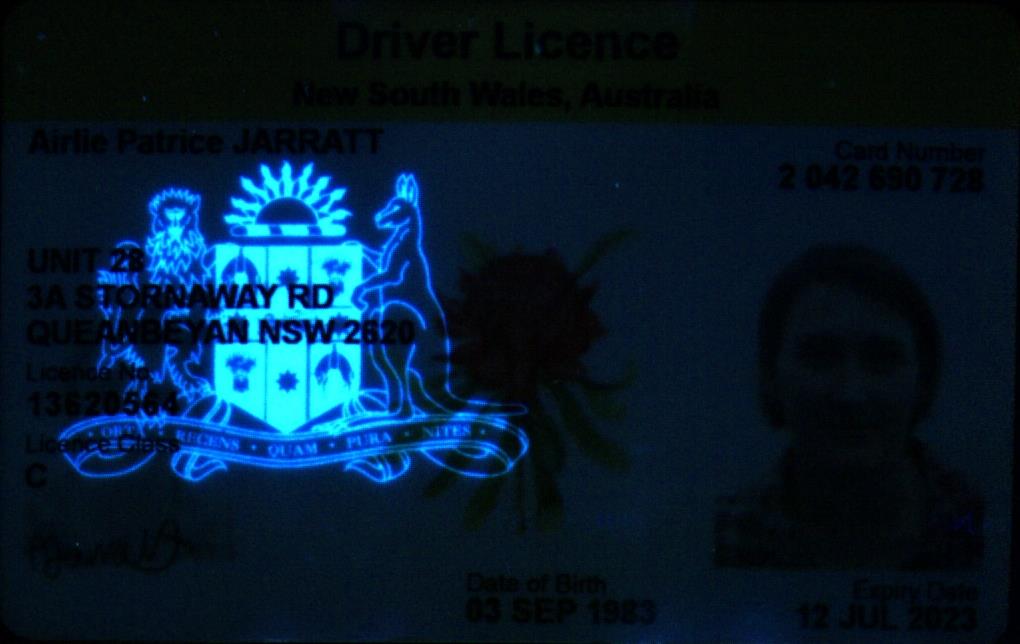 Driver Licence
New South Wales, Australia
Airlie Patrice JARRATT
Card Number
2 042 690 728
UNIT 28
3A STORNAWAY RD
QUEANBEYAN NSW 2620
Licence No.
13620564
Licence Class
RECENS • QUAM • PURA • NITES •
C
Date of Birth
03 SEP 1983
Expiry Date
12 JUL 2023